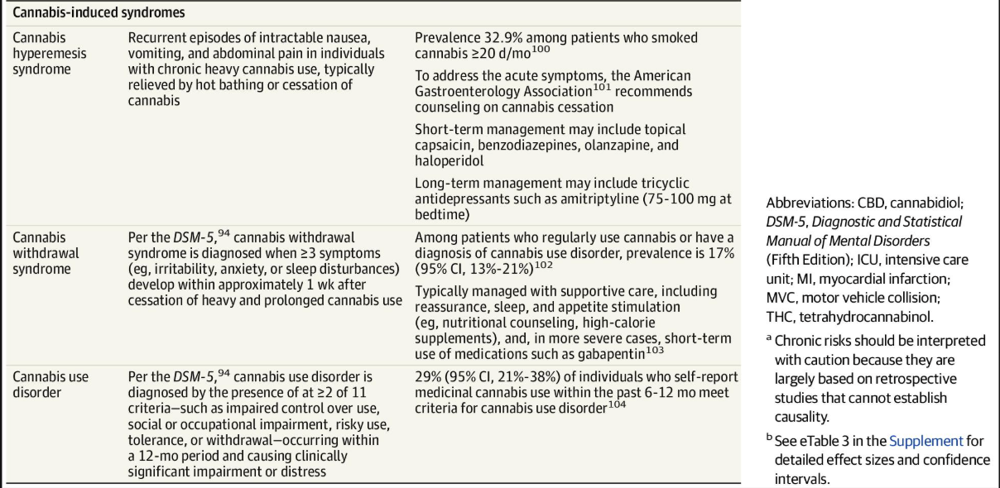 Cannabis-induced syndromes
Cannabis
hyperemesis
syndrome
Recurrent episodes of intractable nausea,
vomiting, and abdominal pain in individuals
with chronic heavy cannabis use, typically
relieved by hot bathing or cessation of
cannabis
Prevalence 32.9% among patients who smoked
cannabis ≥20 d/mo100
To address the acute symptoms, the American
Gastroenterology Association101 recommends
counseling on cannabis cessation
Short-term management may include topical
capsaicin, benzodiazepines, olanzapine, and
haloperidol
Long-term management may include tricyclic
antidepressants such as amitriptyline (75-100 mg at
bedtime)
Cannabis
withdrawal
syndrome
Per the DSM-5,94 cannabis withdrawal
syndrome is diagnosed when ≥3 symptoms
(eg, irritability, anxiety, or sleep disturbances)
develop within approximately 1 wk after
cessation of heavy and prolonged cannabis use
Among patients who regularly use cannabis or have a
diagnosis of cannabis use disorder, prevalence is 17%
(95% CI, 13%-21%)102
Typically managed with supportive care, including
reassurance, sleep, and appetite stimulation
(eg, nutritional counseling, high-calorie
supplements), and, in more severe cases, short-term
use of medications such as gabapentin103
Cannabis use
disorder
Per the DSM-5,94 cannabis use disorder is
diagnosed by the presence of at ≥2 of 11
criteria—such as impaired control over use,
social or occupational impairment, risky use,
tolerance, or withdrawal—occurring within
a 12-mo period and causing clinically
significant impairment or distress
29% (95% CI, 21%-38%) of individuals who self-report
medicinal cannabis use within the past 6-12 mo meet
criteria for cannabis use disorder104
Abbreviations: CBD, cannabidiol;
DSM-5, Diagnostic and Statistical
Manual of Mental Disorders
(Fifth Edition); ICU, intensive care
unit; MI, myocardial infarction;
MVC, motor vehicle collision;
THC, tetrahydrocannabinol.
a Chronic risks should be interpreted
with caution because they are
largely based on retrospective
studies that cannot establish
causality.
b See eTable 3 in the Supplement for
detailed effect sizes and confidence
intervals.